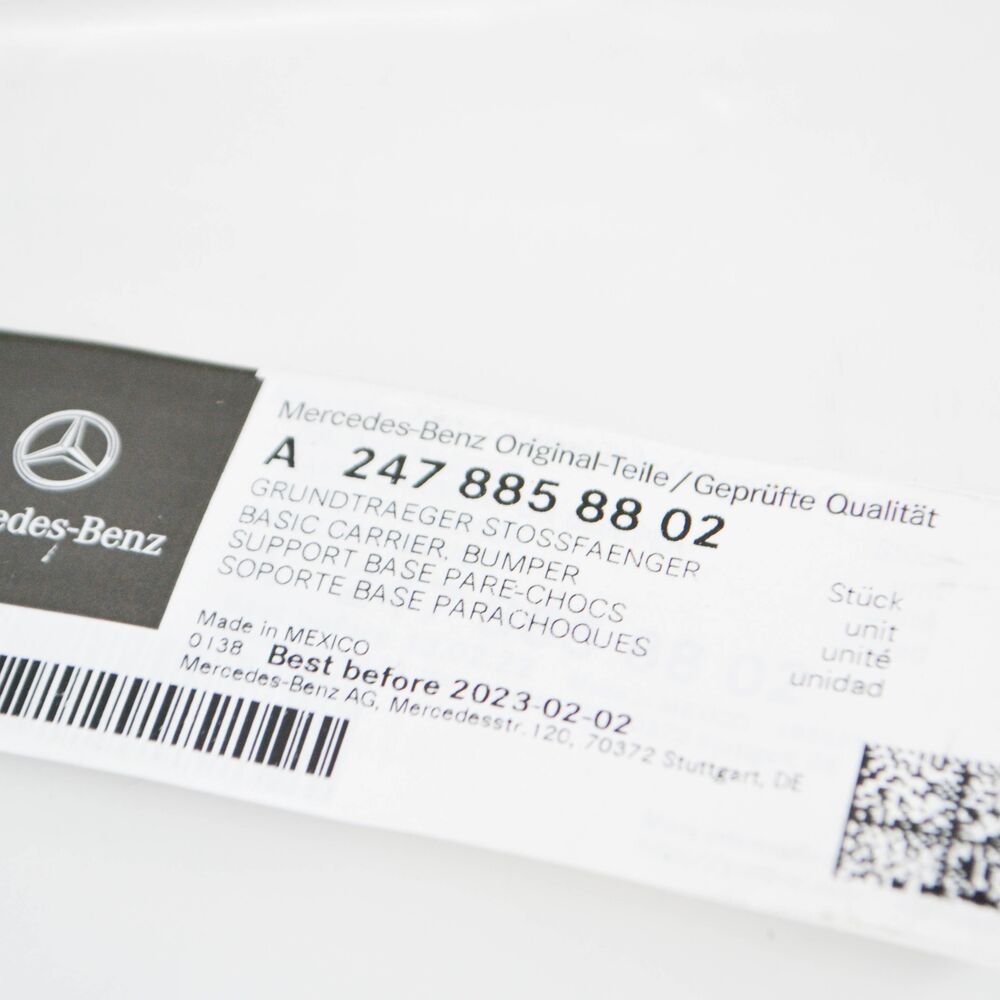 edes-Benz
Mercedes-Benz Original-Teile/Geprüfte Qualität
A 247 885 88 02
GRUNDTRAEGER STOSSFAENGER
BASIC CARRIER, BUMPER
SUPPORT BASE PARE-CHOCS
SOPORTE BASE PARACHOQUES
Stück
unit
unité
unidad
Made in MEXICO
0138 Best before 2023-02-02
Mercedes-Benz AG, Mercedesstr.120, 70372 Stuttgart, DE